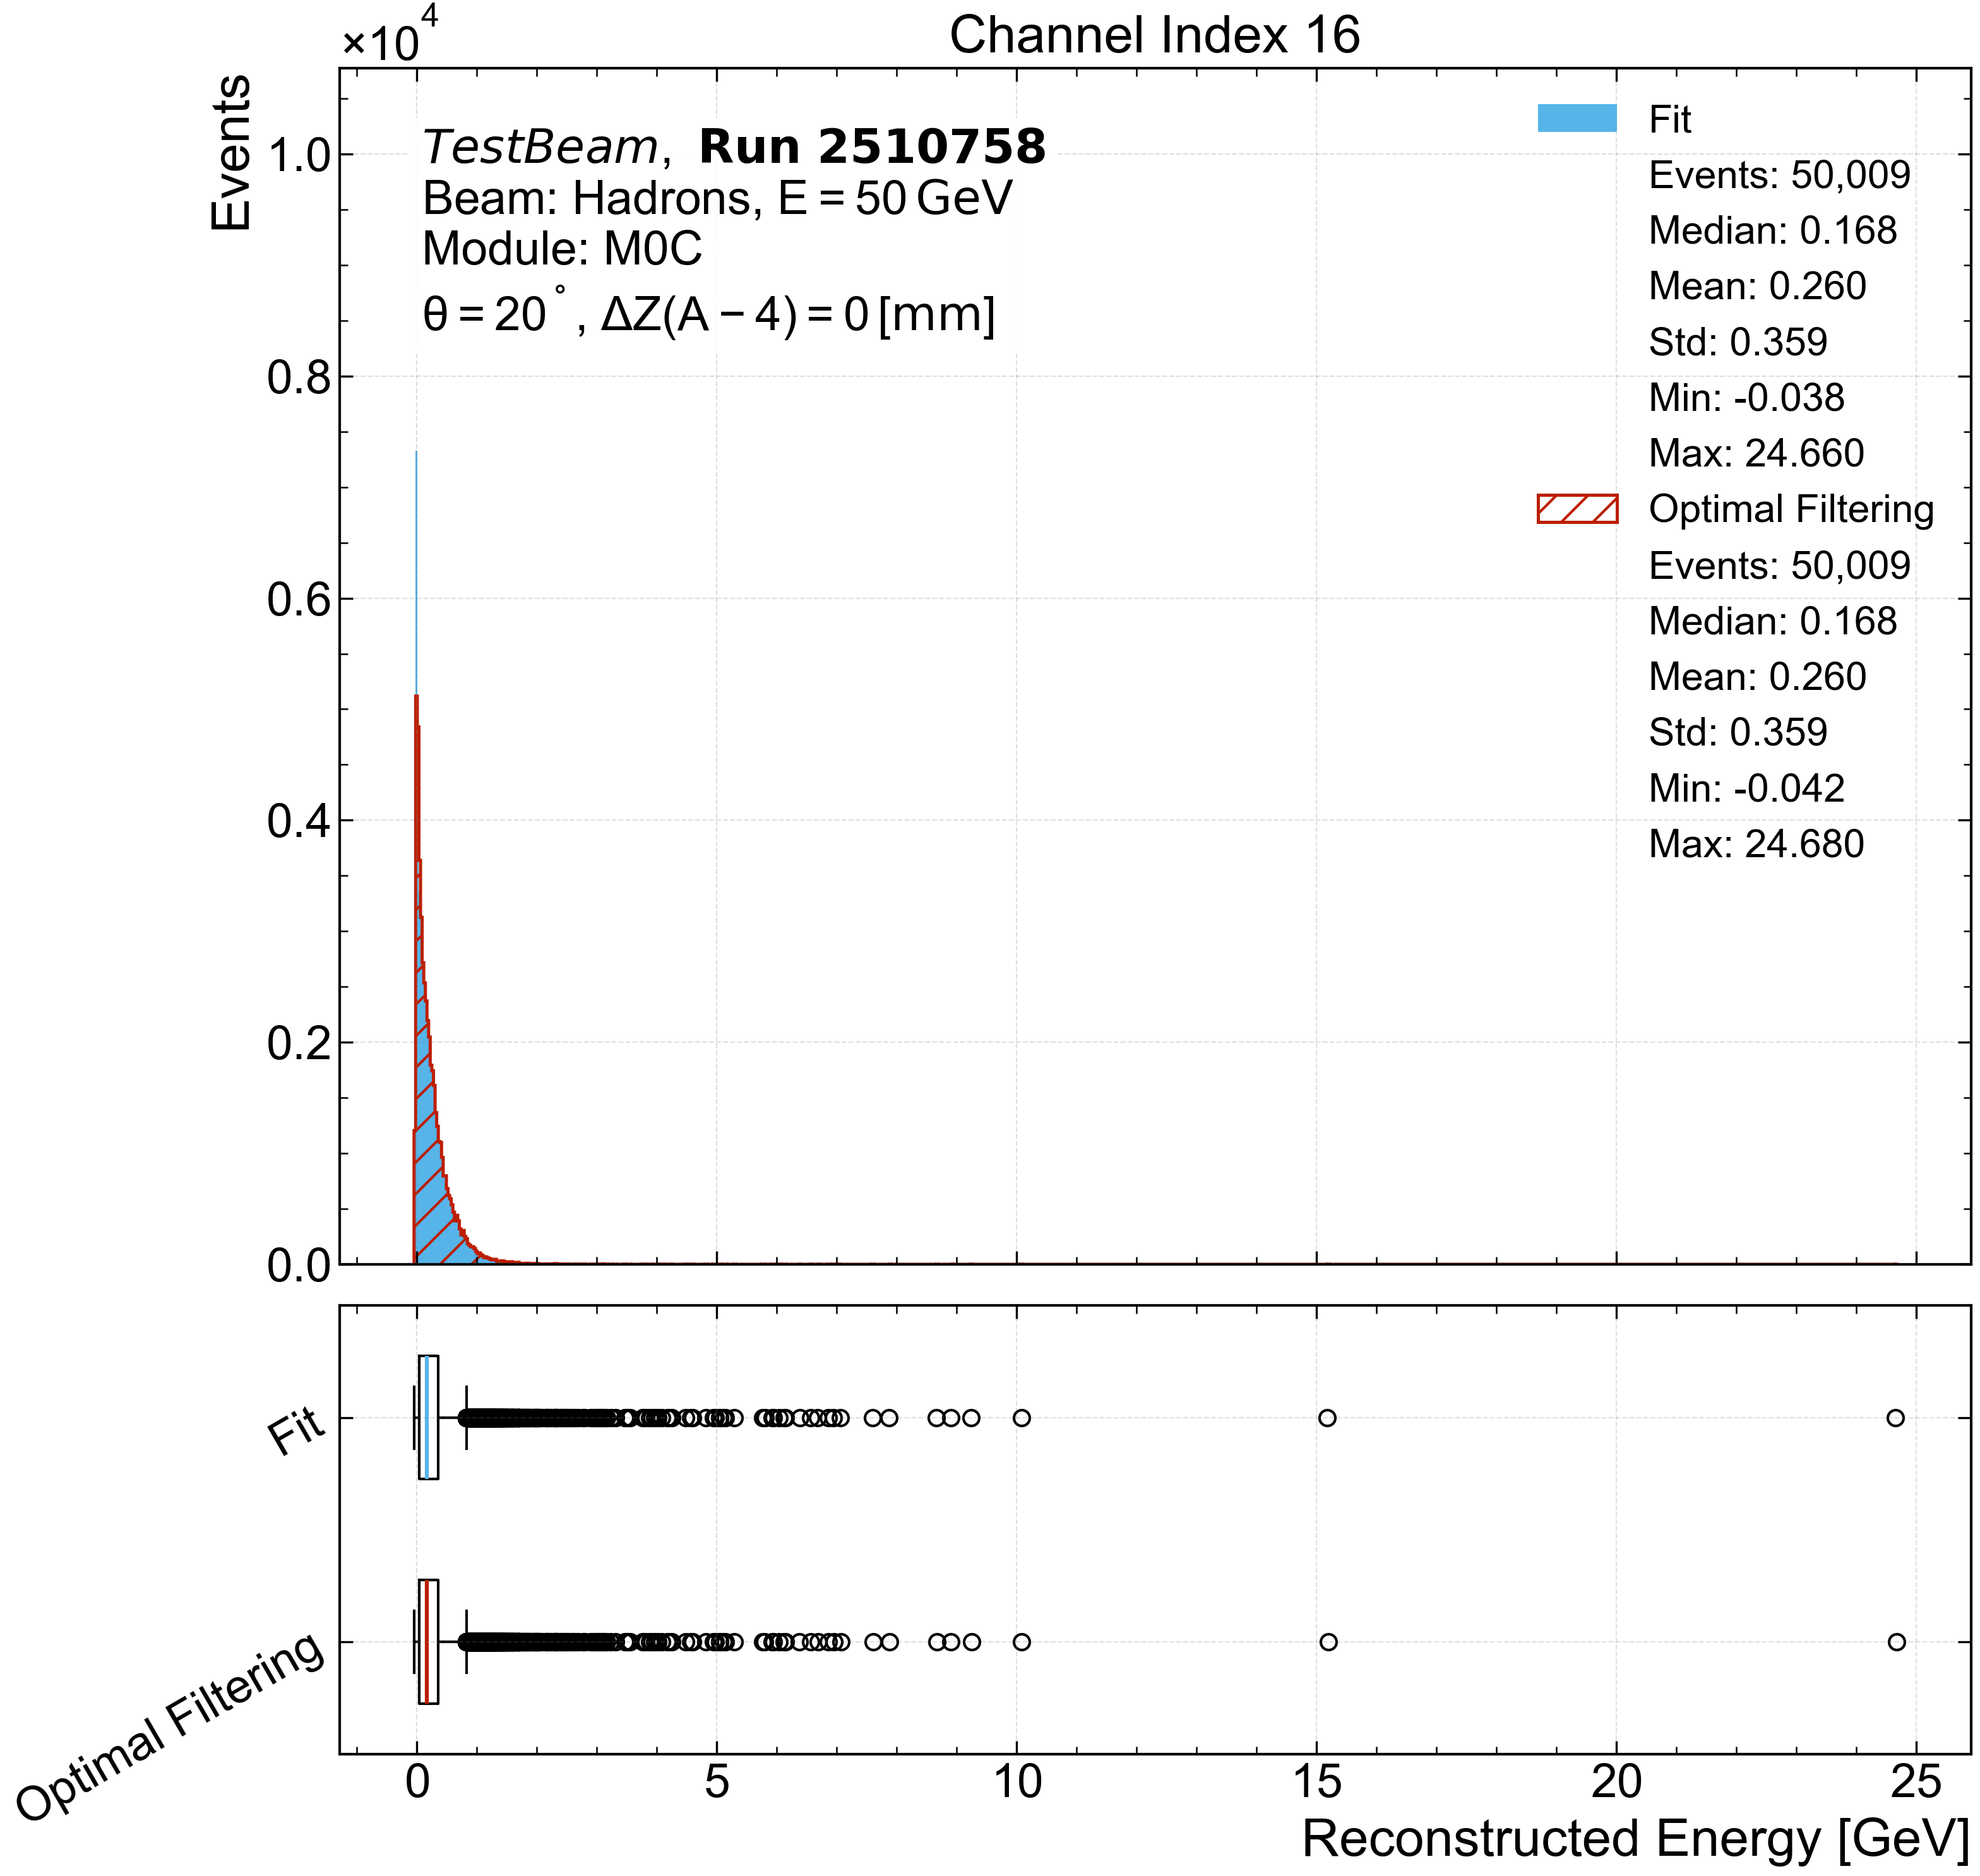 Channel Index 16
×10⁴
Events
1.0
0.8
0.6
0.4
0.2
0.0
TestBeam, Run 2510758
Beam: Hadrons, E = 50 GeV
Module: M0C
θ = 20°, ΔZ(A − 4) = 0 [mm]
Fit
Events: 50,009
Median: 0.168
Mean: 0.260
Std: 0.359
Min: -0.038
Max: 24.660
Optimal Filtering
Events: 50,009
Median: 0.168
Mean: 0.260
Std: 0.359
Min: -0.042
Max: 24.680
Fit
Optimal Filtering
0 5 10 15 20 25
Reconstructed Energy [GeV]